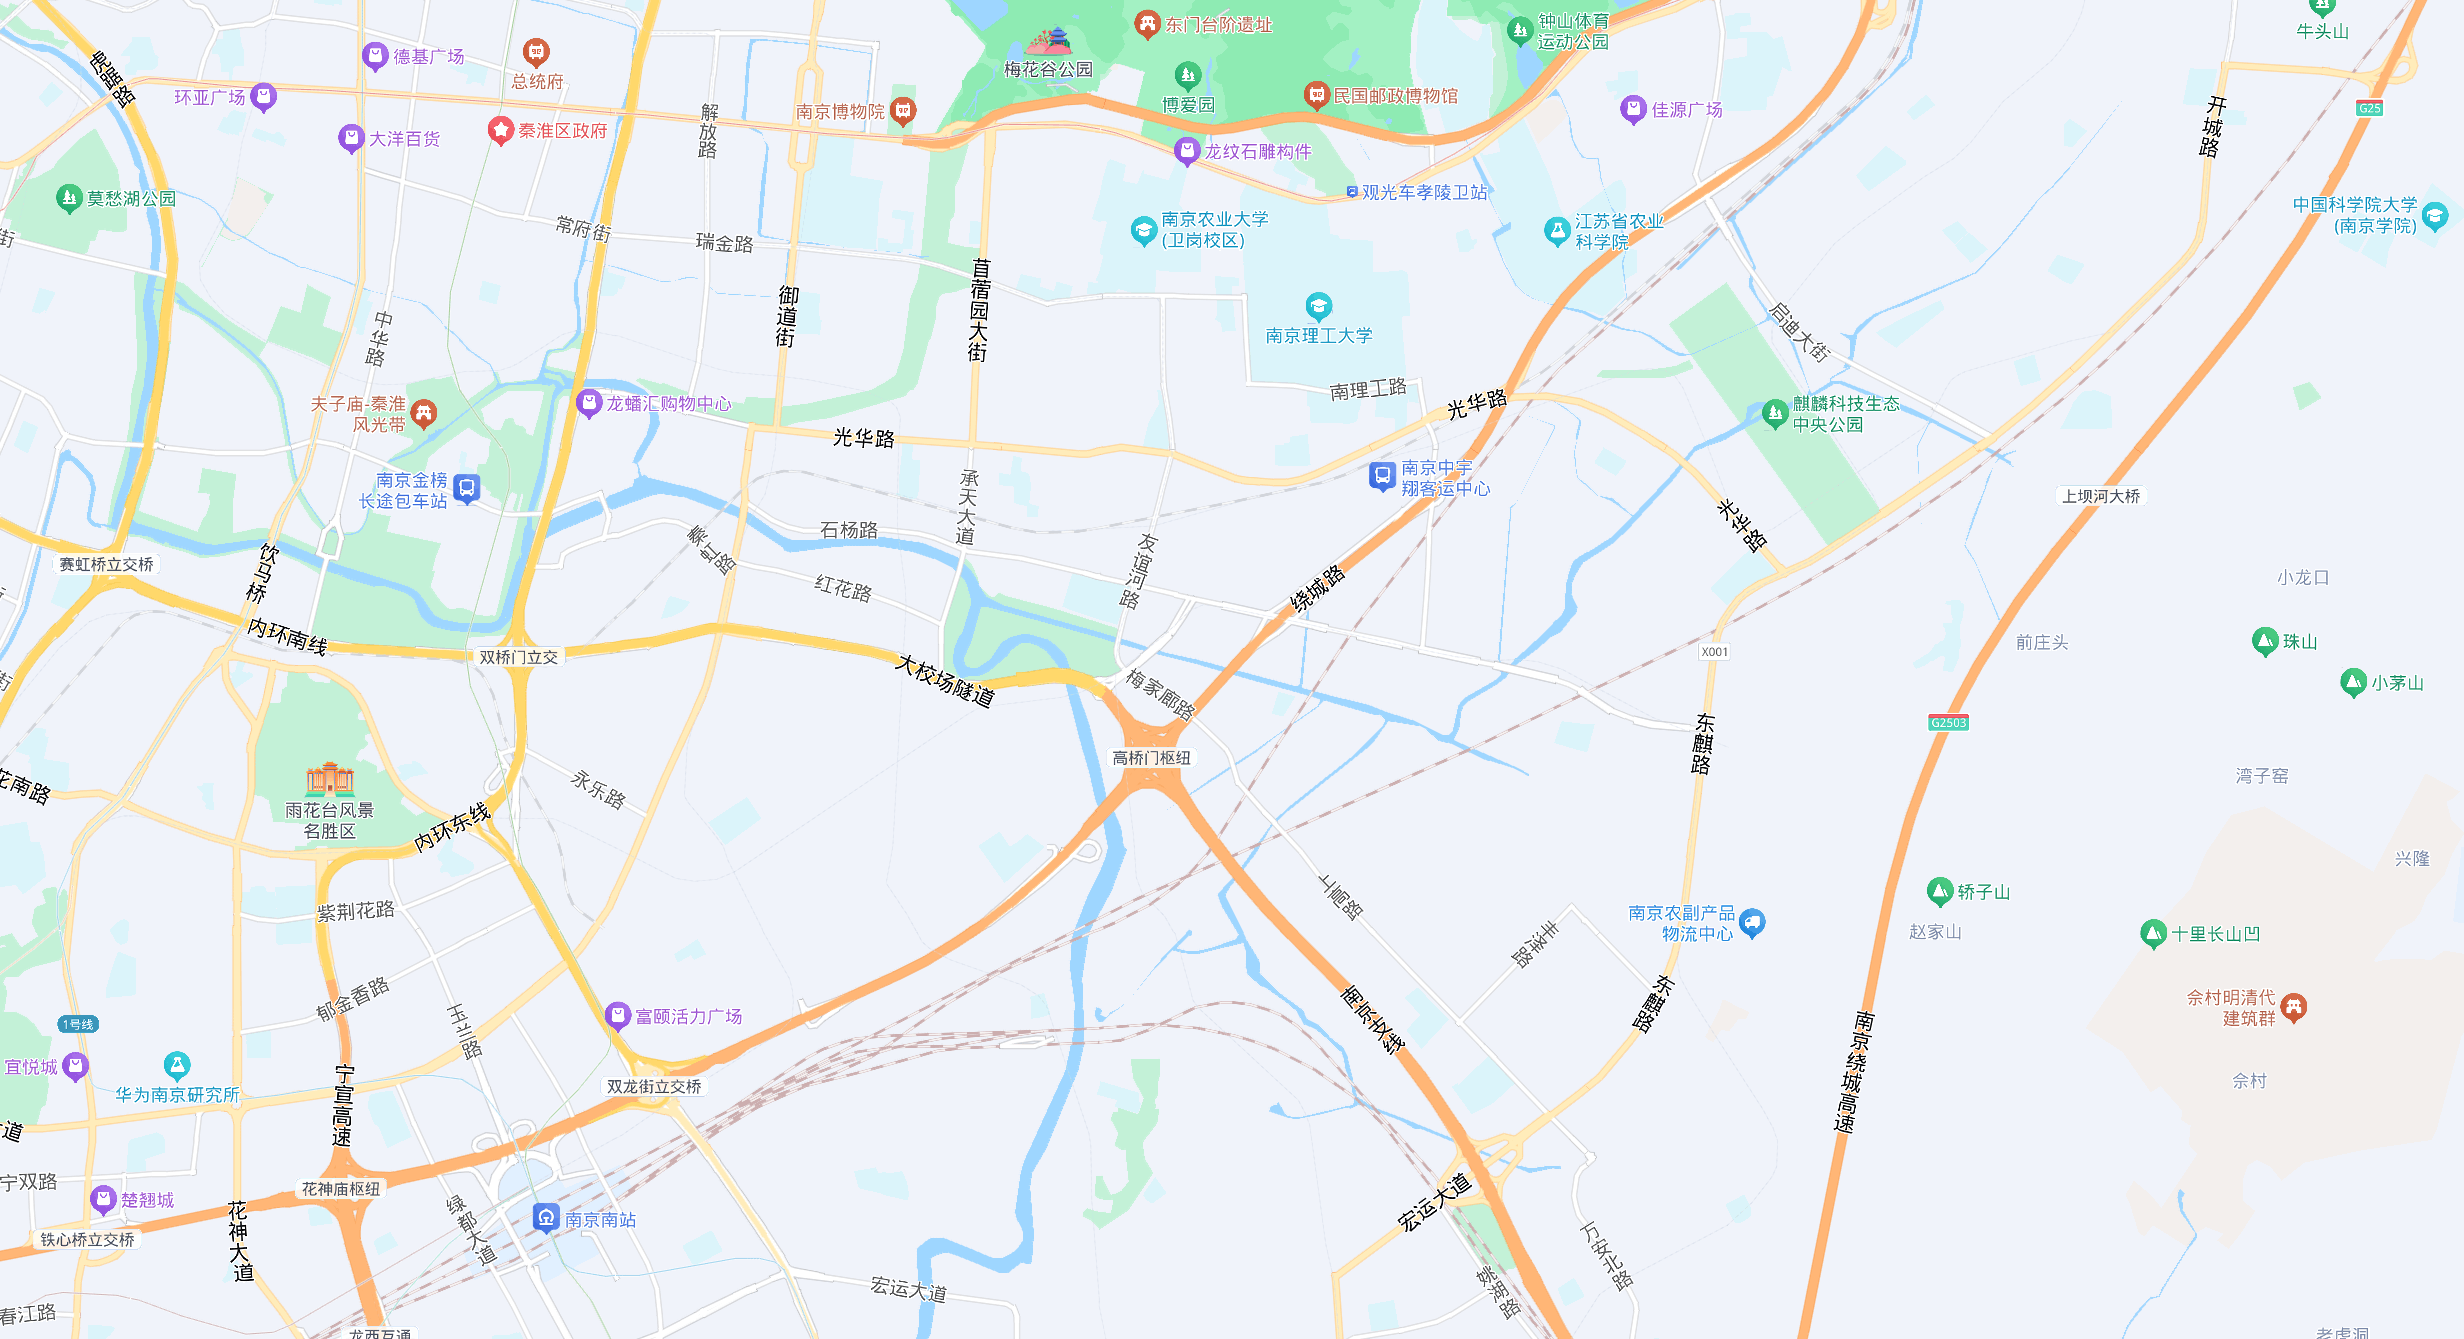 虎踞路
德基广场
总统府
环亚广场
大洋百货
秦淮区政府
莫愁湖公园
解放路
南京博物院
梅花谷公园
东门台阶遗址
博爱园
民国邮政博物馆
钟山体育
运动公园
佳源广场
牛头山
开城路
G25
龙纹石雕构件
观光车孝陵卫站
南京农业大学
(卫岗校区)
江苏省农业
科学院
中国科学院大学
(南京学院)
街
常府街
瑞金路
御道街
苜蓿园大街
南京理工大学
启迪大街
中华路
南理工路
光华路
夫子庙-秦淮
风光带
龙蟠汇购物中心
光华路
麒麟科技生态
中央公园
南京金榜
长途包车站
南京中宇
翔客运中心
承天大道
上坝河大桥
光华路
石杨路
秦虹路
友谊河路
赛虹桥立交桥
饮马桥
红花路
绕城路
小龙口
内环南线
双桥门立交
大校场隧道
梅家廊路
X001
前庄头
珠山
小茅山
街
东麒路
G2503
高桥门枢纽
花南路
雨花台风景
名胜区
永乐路
湾子窑
内环东线
兴隆
紫荆花路
上高路
丰泽路
南京农副产品
物流中心
轿子山
赵家山
十里长山凹
郁金香路
玉兰路
富颐活力广场
南京支线
东麒路
佘村明清代
建筑群
1号线
宜悦城
华为南京研究所
宁宣高速
双龙街立交桥
南京绕城高速
佘村
道
宁双路
楚翘城
花神庙枢纽
绿都大道
南京南站
宏运大道
铁心桥立交桥
花神大道
宏运大道
万安北路
姚湖路
春江路
龙西互通
老虎洞